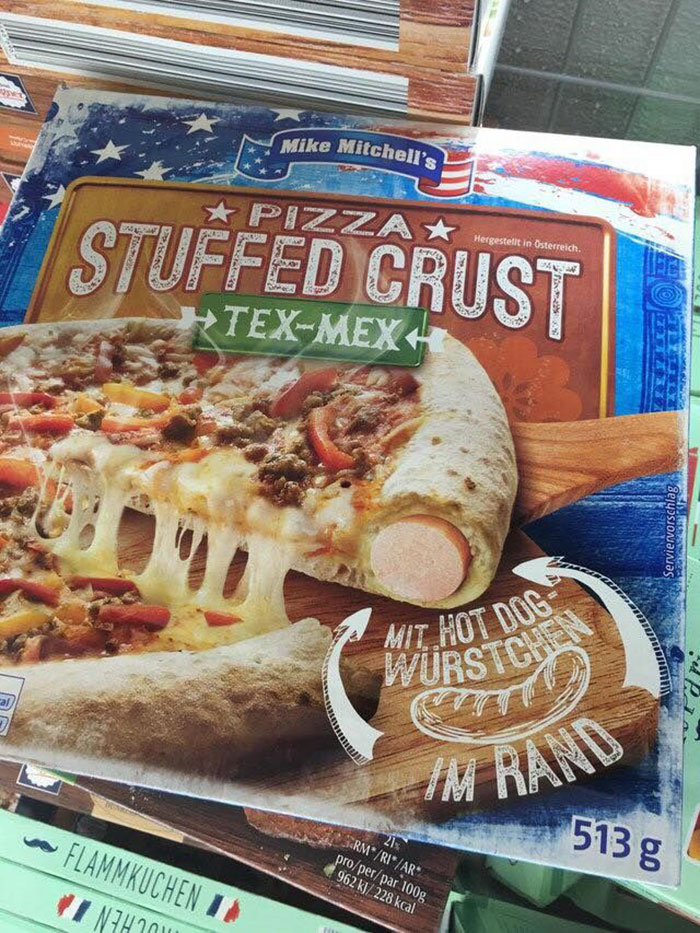 Mike Mitchell's
PIZZA
Hergestellt in Österreich.
STUFFED CRUST
TEX-MEX
Serviervorschlag
MIT HOT DOG-
WÜRSTCHEN
IM RAND
513 g
RM*/RI*/AR*
pro/per/par 100g
962 kJ/228 kcal
FLAMMKUCHEN